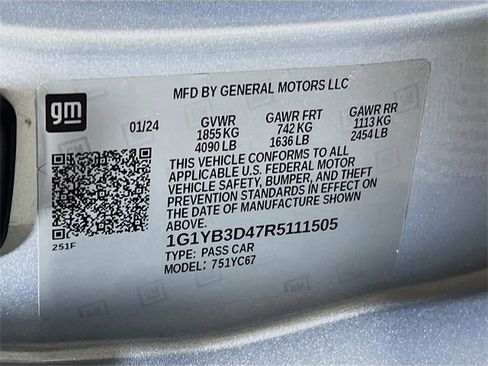 gm
MFD BY GENERAL MOTORS LLC
01/24 GVWR GAWR FRT GAWR RR
1855 KG 742 KG 1113 KG
4090 LB 1636 LB 2454 LB
THIS VEHICLE CONFORMS TO ALL
APPLICABLE U.S. FEDERAL MOTOR
VEHICLE SAFETY, BUMPER, AND THEFT
PREVENTION STANDARDS IN EFFECT ON
THE DATE OF MANUFACTURE SHOWN
ABOVE.
251F
1G1YB3D47R5111505
TYPE: PASS CAR
MODEL: 751YC67